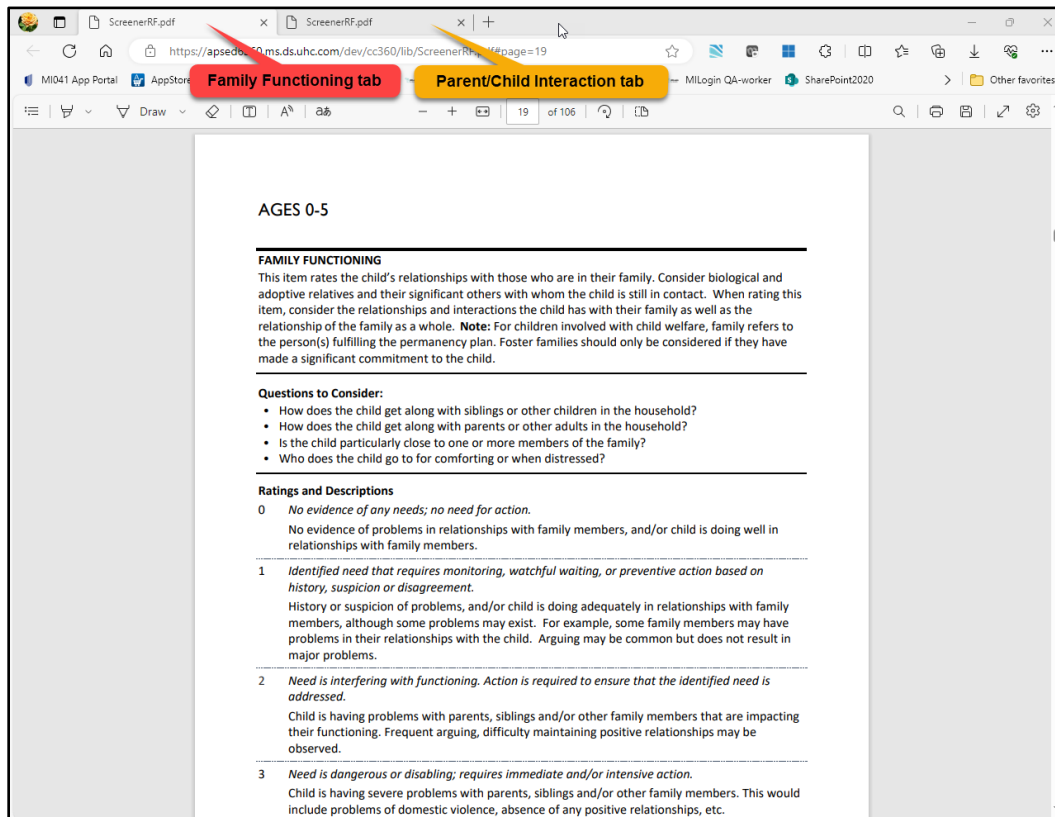 ScreenerRF.pdf
ScreenerRF.pdf
https://apsed
60.ms.ds.uhc.com/dev/cc360/lib/ScreenerRF
df#page=19
Family Functioning tab
Parent/Child Interaction tab
MI041 App Portal
AppStore
MILogin QA-worker
SharePoint2020
Other favorites
Draw
19 of 106
AGES 0-5
FAMILY FUNCTIONING
This item rates the child's relationships with those who are in their family. Consider biological and
adoptive relatives and their significant others with whom the child is still in contact. When rating this
item, consider the relationships and interactions the child has with their family as well as the
relationship of the family as a whole. Note: For children involved with child welfare, family refers to
the person(s) fulfilling the permanency plan. Foster families should only be considered if they have
made a significant commitment to the child.
Questions to Consider:
• How does the child get along with siblings or other children in the household?
• How does the child get along with parents or other adults in the household?
• Is the child particularly close to one or more members of the family?
• Who does the child go to for comforting or when distressed?
Ratings and Descriptions
0 No evidence of any needs; no need for action.
No evidence of problems in relationships with family members, and/or child is doing well in
relationships with family members.
1 Identified need that requires monitoring, watchful waiting, or preventive action based on
history, suspicion or disagreement.
History or suspicion of problems, and/or child is doing adequately in relationships with family
members, although some problems may exist. For example, some family members may have
problems in their relationships with the child. Arguing may be common but does not result in
major problems.
2 Need is interfering with functioning. Action is required to ensure that the identified need is
addressed.
Child is having problems with parents, siblings and/or other family members that are impacting
their functioning. Frequent arguing, difficulty maintaining positive relationships may be
observed.
3 Need is dangerous or disabling; requires immediate and/or intensive action.
Child is having severe problems with parents, siblings and/or other family members. This would
include problems of domestic violence, absence of any positive relationships, etc.